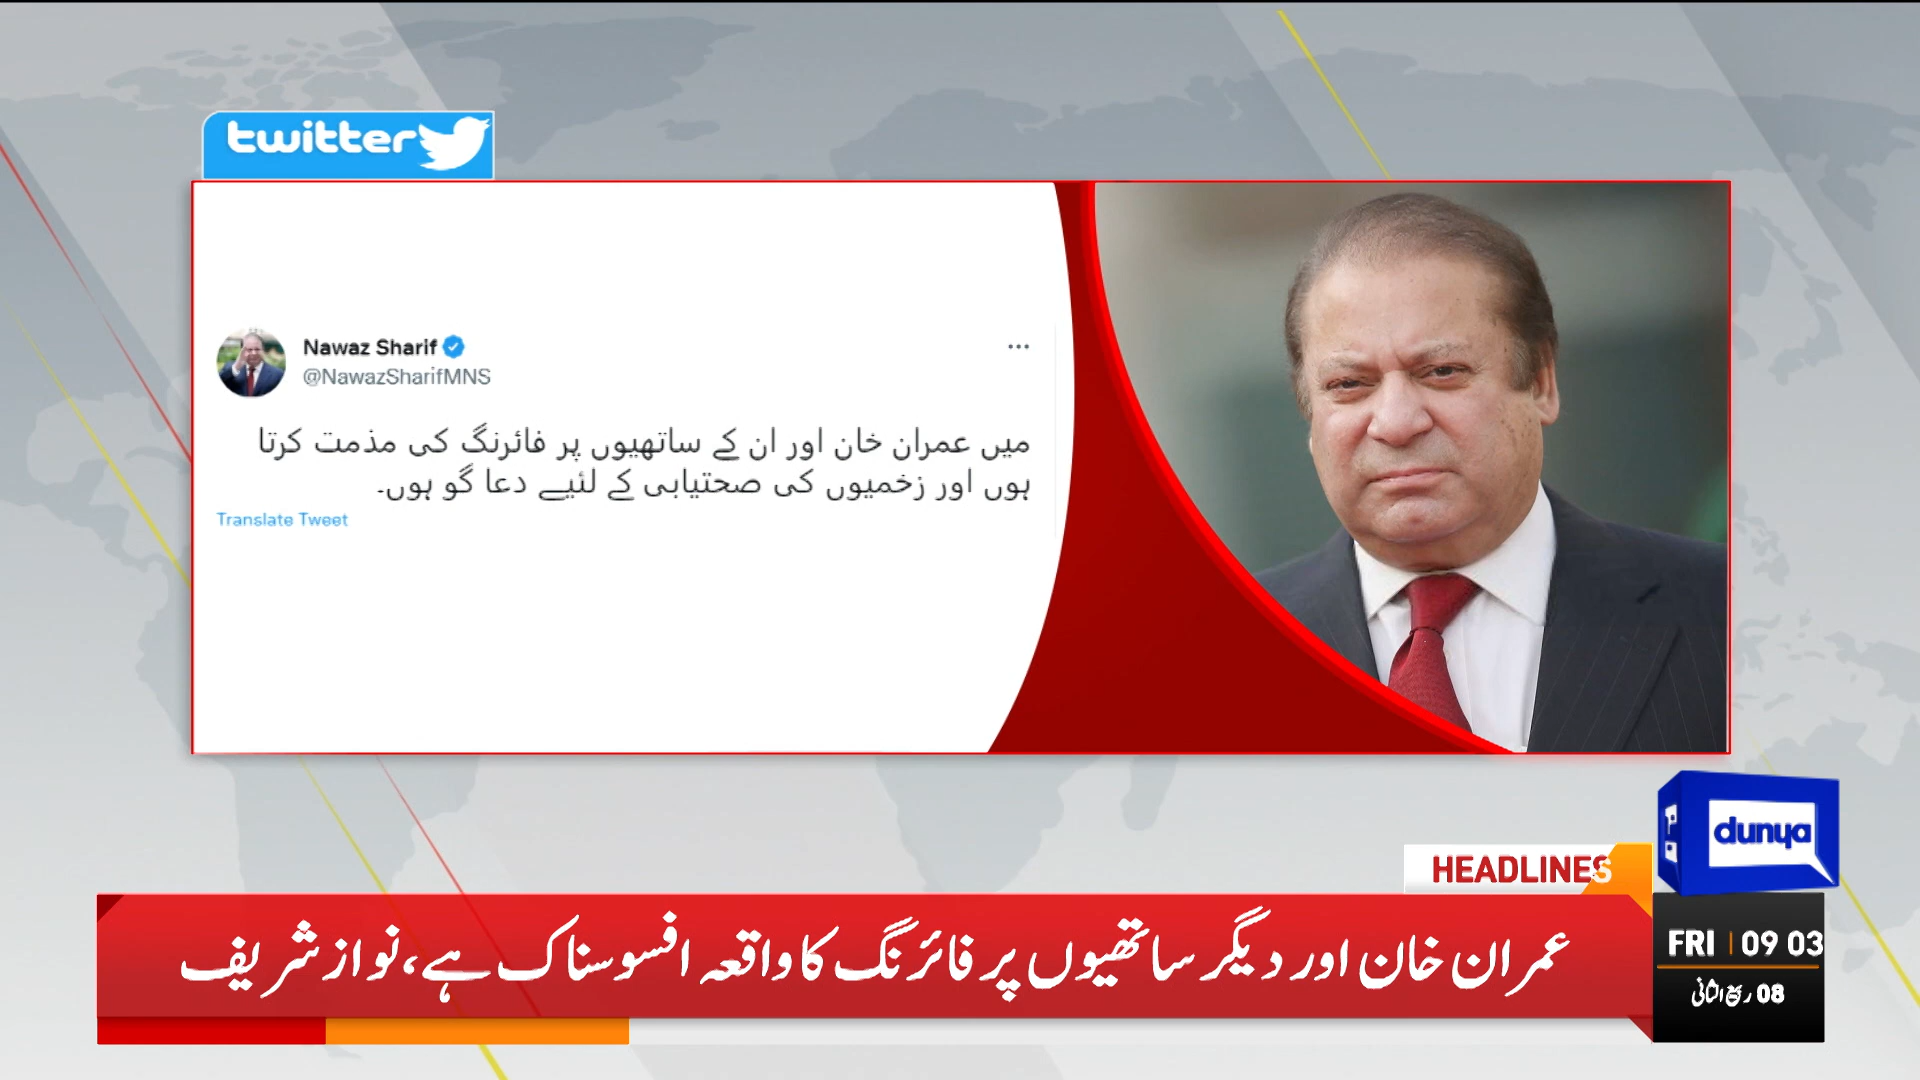 twitter
Nawaz Sharif
@NawazSharifMNS
میں عمران خان اور ان کے ساتھیوں پر فائرنگ کی مذمت کرتا
ہوں اور زخمیوں کی صحتیابی کے لئیے دعا گو ہوں۔
Translate Tweet
dunya
HEADLINES
عمران خان اور دیگر ساتھیوں پر فائرنگ کا واقعہ افسوسناک ہے، نواز شریف
FRI 09 03
08 ربیع الثانی